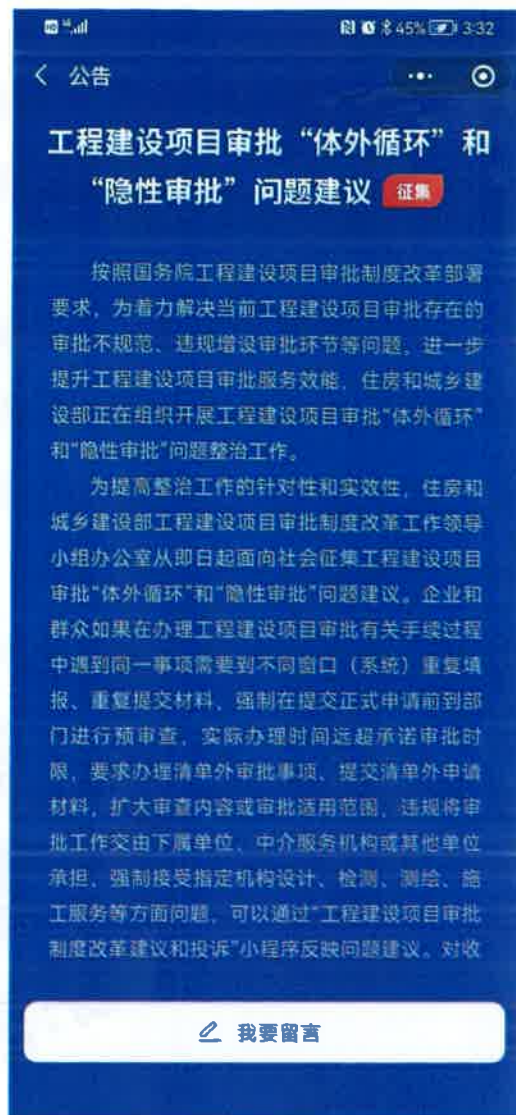 HD 45% 3:32
公告
工程建设项目审批“体外循环”和
“隐性审批”问题建议 征集
按照国务院工程建设项目审批制度改革部署
要求，为着力解决当前工程建设项目审批存在的
审批不规范、违规增设审批环节等问题，进一步
提升工程建设项目审批服务效能，住房和城乡建
设部正在组织开展工程建设项目审批“体外循环”
和“隐性审批”问题整治工作。
为提高整治工作的针对性和实效性，住房和
城乡建设部工程建设项目审批制度改革工作领导
小组办公室从即日起面向社会征集工程建设项目
审批“体外循环”和“隐性审批”问题建议。企业和
群众如果在办理工程建设项目审批有关手续过程
中遇到同一事项需要到不同窗口（系统）重复填
报、重复提交材料，强制在提交正式申请前到部
门进行预审查，实际办理时间远超承诺审批时
限，要求办理清单外审批事项、提交清单外申请
材料，扩大审查内容或审批适用范围，违规将审
批工作交由下属单位、中介服务机构或其他单位
承担，强制接受指定机构设计、检测、测绘、施
工服务等方面问题，可以通过“工程建设项目审批
制度改革建议和投诉”小程序反映问题建议。对收
我要留言